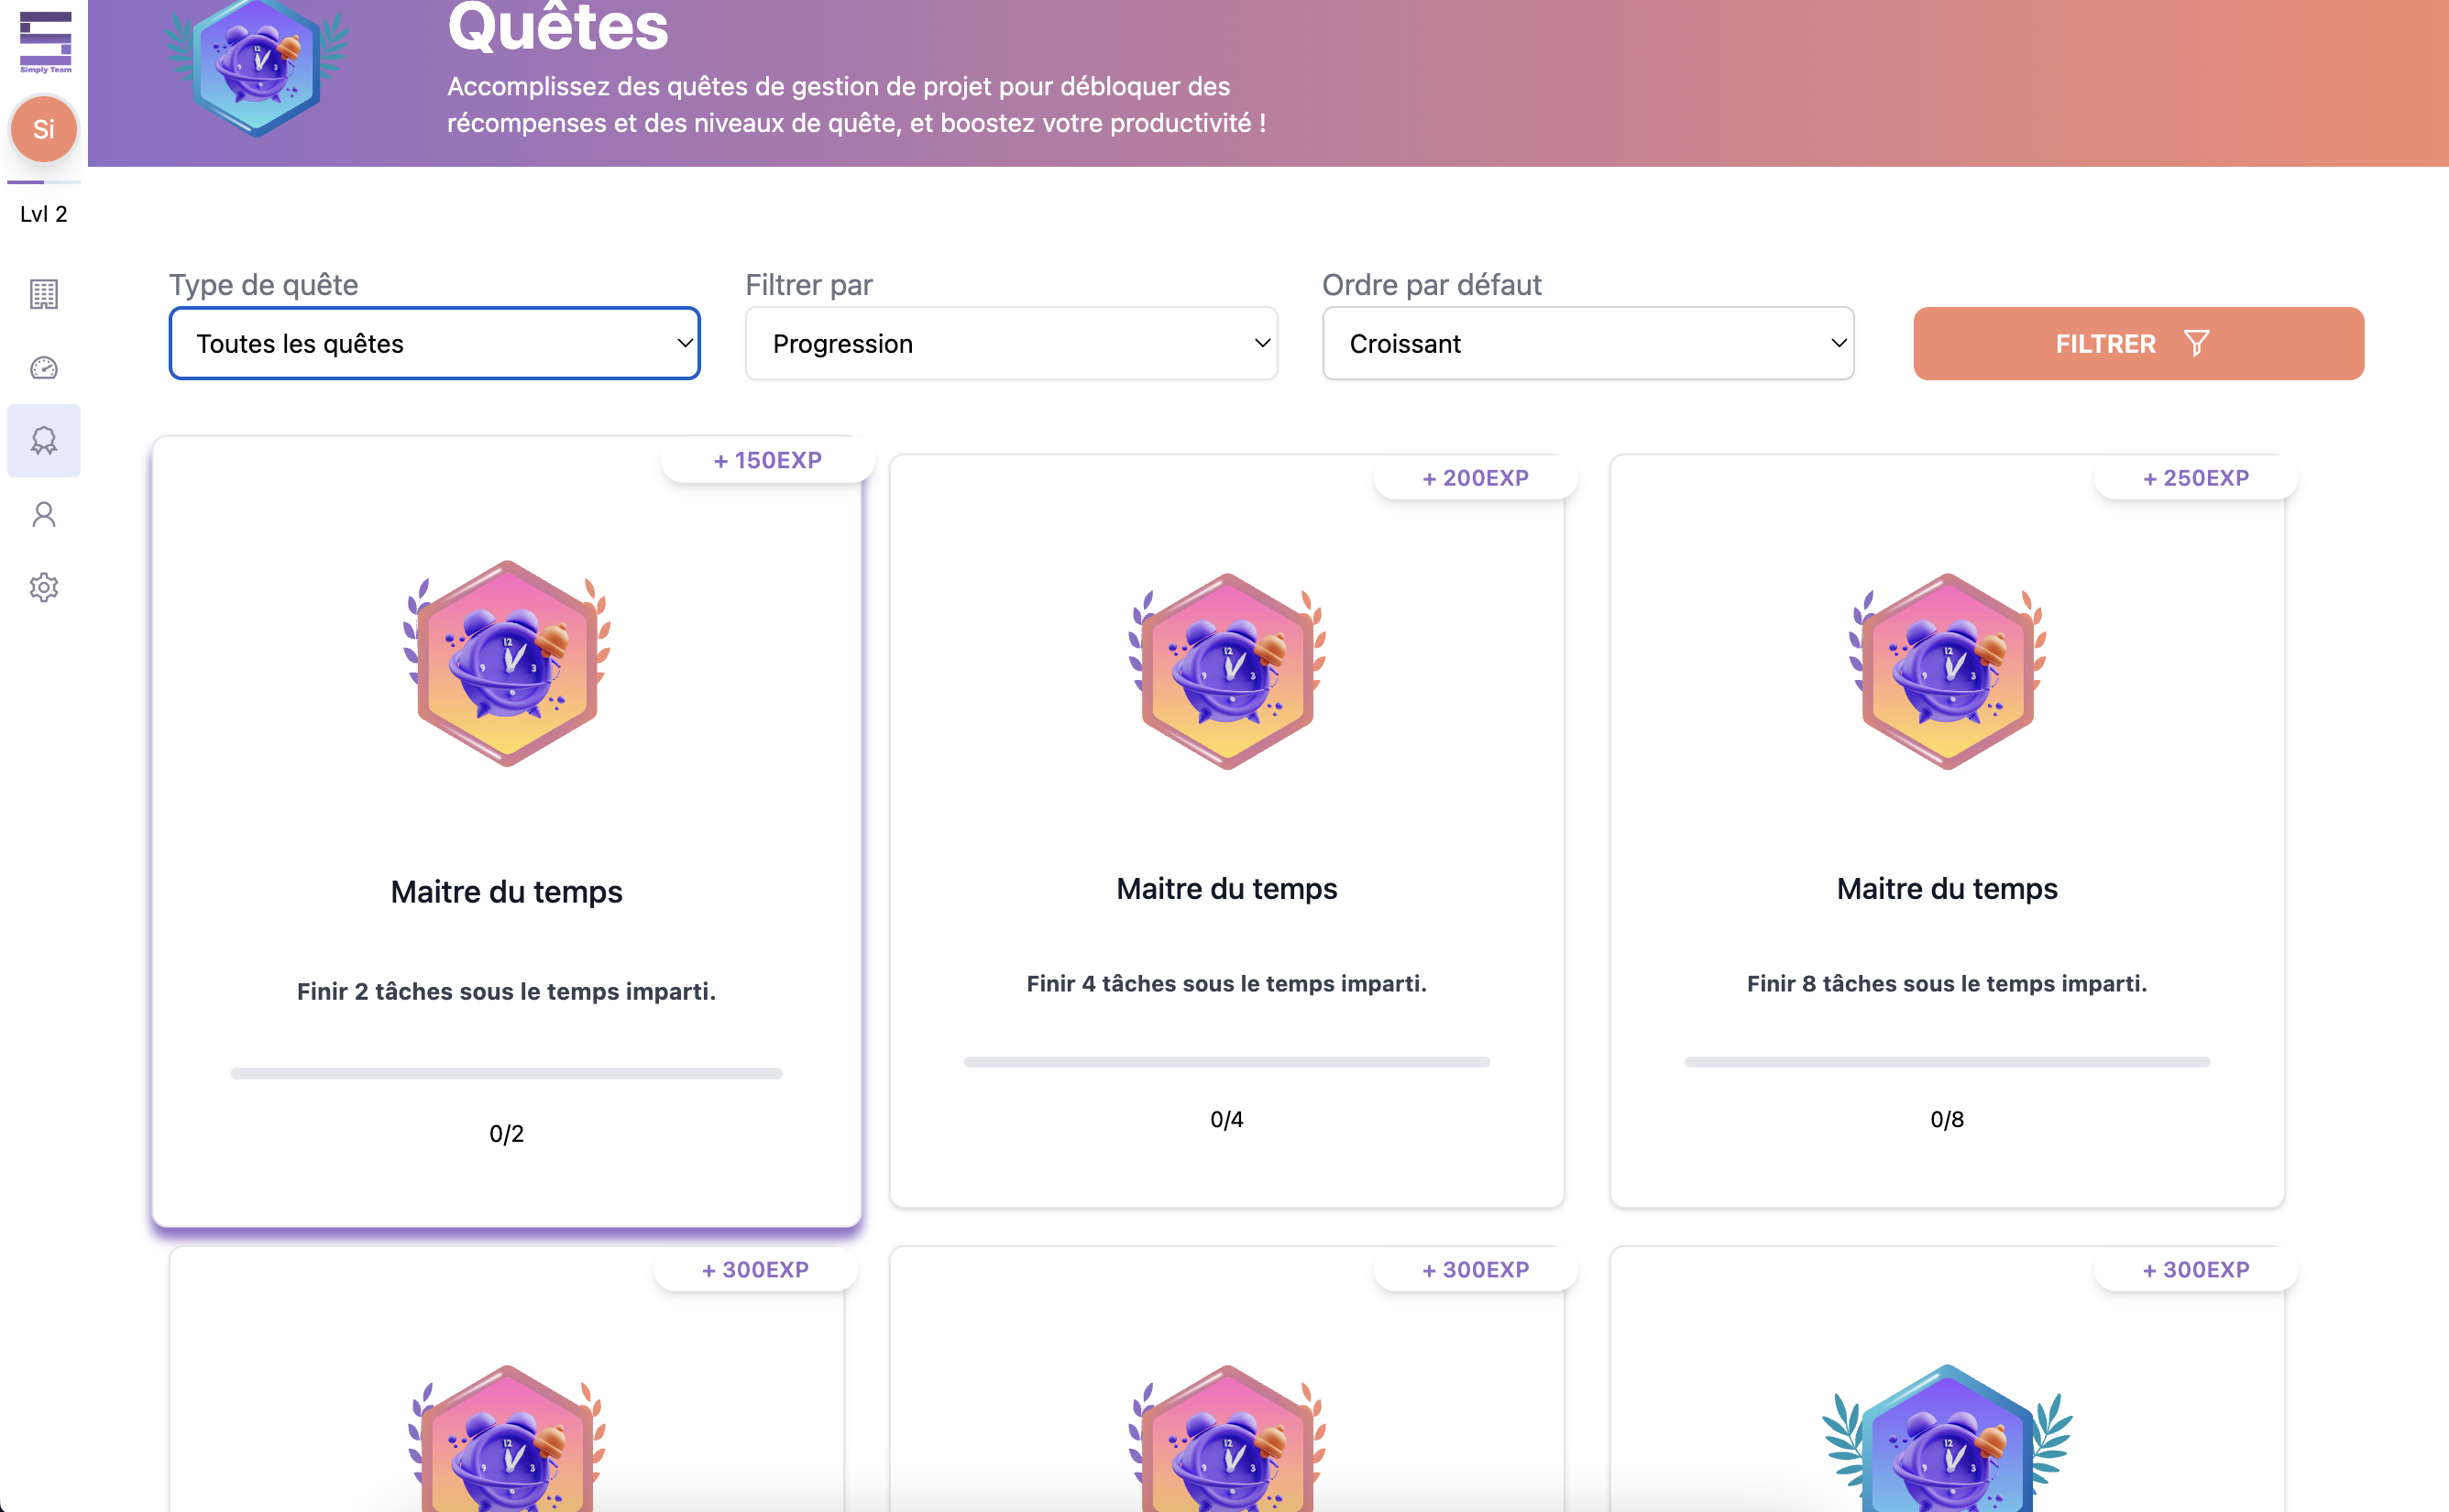 Simply Team
Quêtes
Accomplissez des quêtes de gestion de projet pour débloquer des
récompenses et des niveaux de quête, et boostez votre productivité !
Si
Lvl 2
Type de quête
Filtrer par
Ordre par défaut
Toutes les quêtes
Progression
Croissant
FILTRER
+ 150EXP
+ 200EXP
+ 250EXP
Maitre du temps
Maitre du temps
Maitre du temps
Finir 2 tâches sous le temps imparti.
Finir 4 tâches sous le temps imparti.
Finir 8 tâches sous le temps imparti.
0/2
0/4
0/8
+ 300EXP
+ 300EXP
+ 300EXP